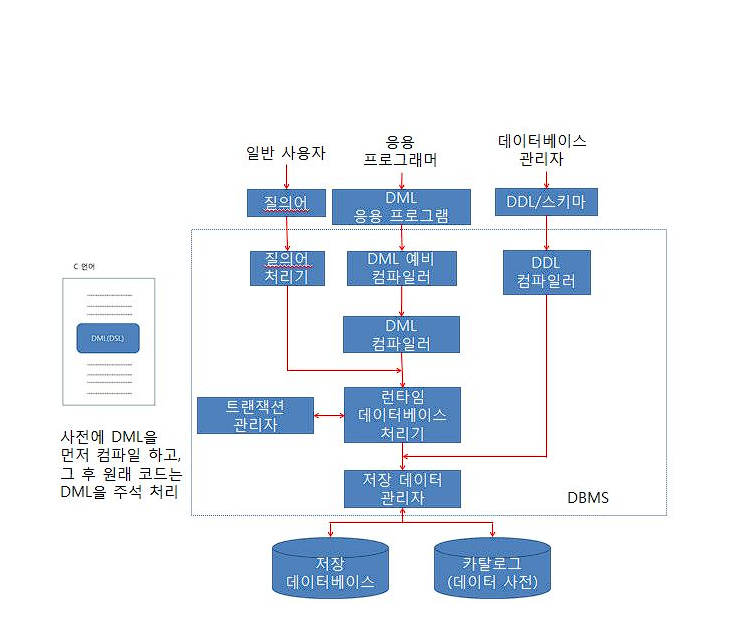 일반 사용자
응용
프로그래머
데이터베이스
관리자
질의어
DML
응용 프로그램
DDL/스키마
질의어
처리기
DML 예비
컴파일러
DDL
컴파일러
C 언어
DML(DSL)
DML
컴파일러
트랜잭션
관리자
런타임
데이터베이스
처리기
사전에 DML을
먼저 컴파일 하고,
그 후 원래 코드는
DML을 주석 처리
저장 데이터
관리자
DBMS
저장
데이터베이스
카탈로그
(데이터 사전)